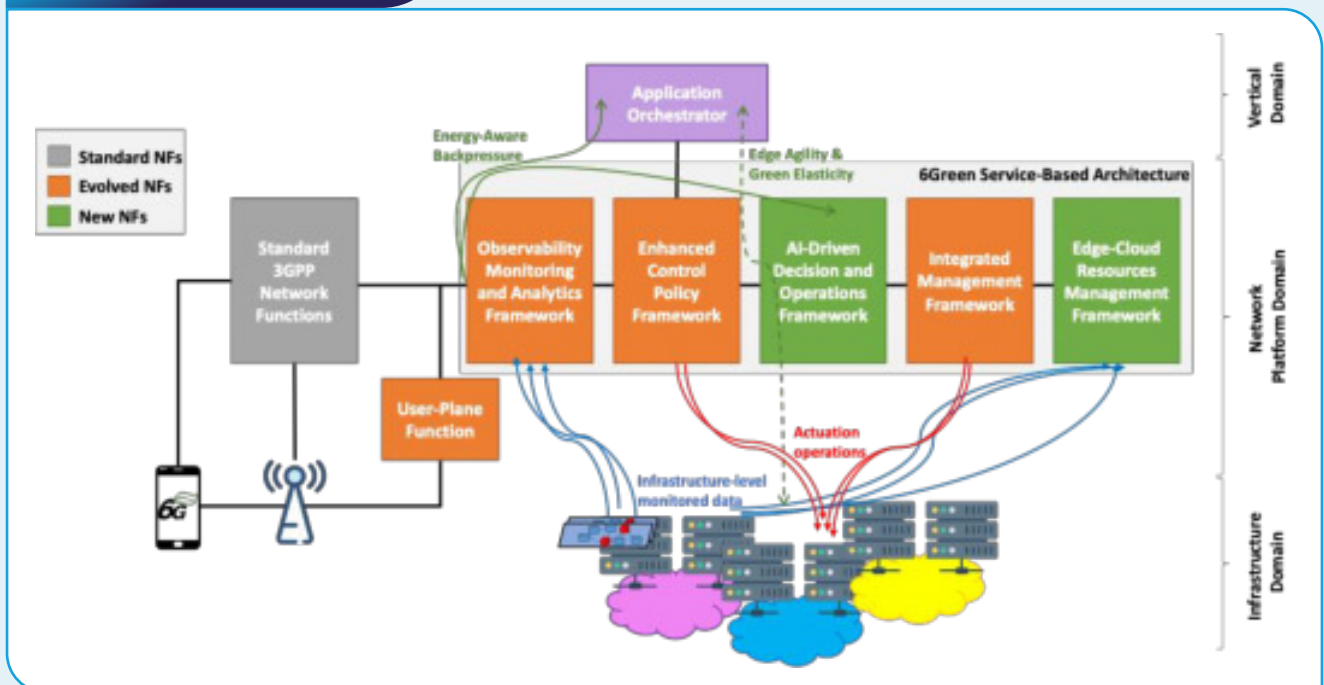 Application
Orchestrator
Vertical
Domain
Standard NFs
Evolved NFs
New NFs
Energy-Aware
Backpressure
Edge Agility &
Green Elasticity
6Green Service-Based Architecture
Standard
3GPP
Network
Functions
Observability
Monitoring
and Analytics
Framework
Enhanced
Control
Policy
Framework
AI-Driven
Decision and
Operations
Framework
Integrated
Management
Framework
Edge-Cloud
Resources
Management
Framework
Network
Platform Domain
User-Plane
Function
Actuation
operations
Infrastructure-level
monitored data
6G
Infrastructure
Domain